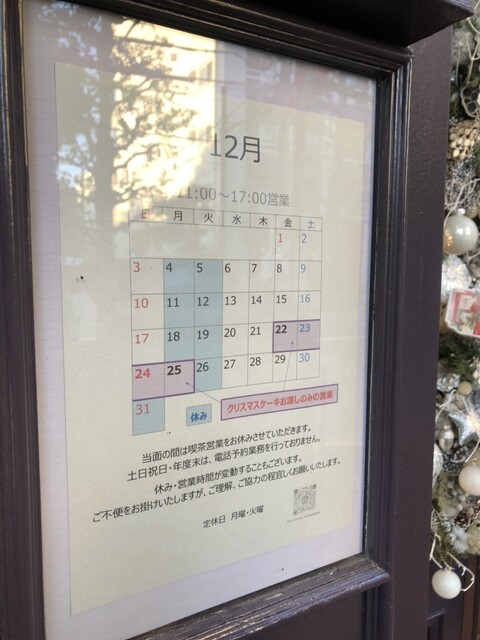 12月
11:00～17:00営業
日 月 火 水 木 金 土
1 2
3 4 5 6 7 8 9
10 11 12 13 14 15 16
17 18 19 20 21 22 23
24 25 26 27 28 29 30
31
休み
クリスマスケーキお渡しのみの営業
当面の間は喫茶営業をお休みさせていただきます。
土日祝日・年度末は、電話予約業務を行っておりません。
休み・営業時間が変動することもございます。
ご不便をお掛けいたしますが、ご理解、ご協力の程宜しくお願いいたします。
定休日 月曜・火曜